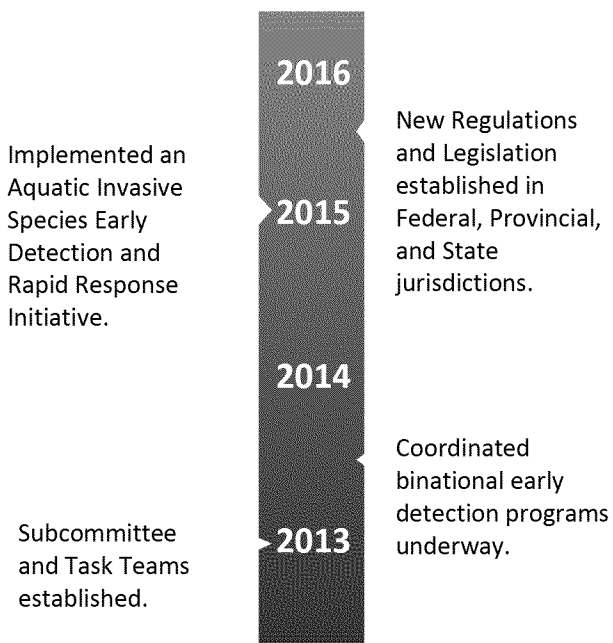 2016
New Regulations
and Legislation
established in
Federal, Provincial,
and State
jurisdictions.
Implemented an
Aquatic Invasive
Species Early
Detection and
Rapid Response
Initiative.
2015
2014
Coordinated
binational early
detection programs
underway.
Subcommittee
and Task Teams
established.
2013